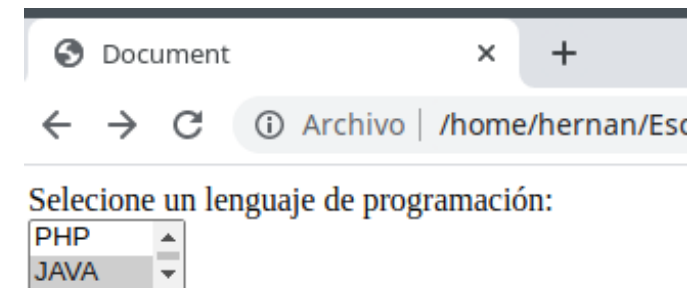 Document
Archivo /home/hernan/Esc
Selecione un lenguaje de programación:
PHP
JAVA